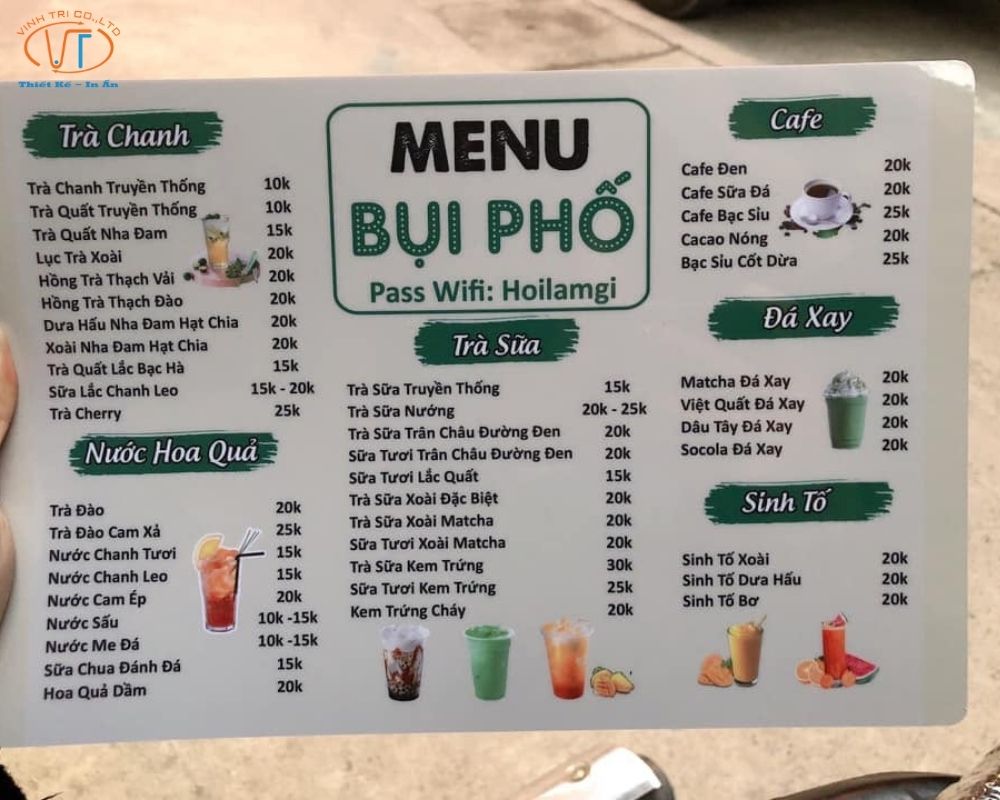 VINH TRI CO.,LTD
VT
Thiết Kế - In Ấn
MENU
BỤI PHỐ
Pass Wifi: Hoilamgi
Trà Chanh
Trà Chanh Truyền Thống 10k
Trà Quất Truyền Thống 10k
Trà Quất Nha Đam 15k
Lục Trà Xoài 20k
Hồng Trà Thạch Vải 20k
Hồng Trà Thạch Đào 20k
Dưa Hấu Nha Đam Hạt Chia 20k
Xoài Nha Đam Hạt Chia 20k
Trà Quất Lắc Bạc Hà 15k
Sữa Lắc Chanh Leo 15k - 20k
Trà Cherry 25k
Nước Hoa Quả
Trà Đào 20k
Trà Đào Cam Xả 25k
Nước Chanh Tươi 15k
Nước Chanh Leo 15k
Nước Cam Ép 20k
Nước Sấu 10k -15k
Nước Me Đá 10k -15k
Sữa Chua Đánh Đá 15k
Hoa Quả Dầm 20k
Trà Sữa
Trà Sữa Truyền Thống 15k
Trà Sữa Nướng 20k - 25k
Trà Sữa Trân Châu Đường Đen 20k
Sữa Tươi Trân Châu Đường Đen 20k
Sữa Tươi Lắc Quất 15k
Trà Sữa Xoài Đặc Biệt 20k
Trà Sữa Xoài Matcha 20k
Sữa Tươi Xoài Matcha 20k
Trà Sữa Kem Trứng 30k
Sữa Tươi Kem Trứng 25k
Kem Trứng Cháy 20k
Cafe
Cafe Đen 20k
Cafe Sữa Đá 20k
Cafe Bạc Sỉu 25k
Cacao Nóng 20k
Bạc Sỉu Cốt Dừa 25k
Đá Xay
Matcha Đá Xay 20k
Việt Quất Đá Xay 20k
Dâu Tây Đá Xay 20k
Socola Đá Xay 20k
Sinh Tố
Sinh Tố Xoài 20k
Sinh Tố Dưa Hấu 20k
Sinh Tố Bơ 20k